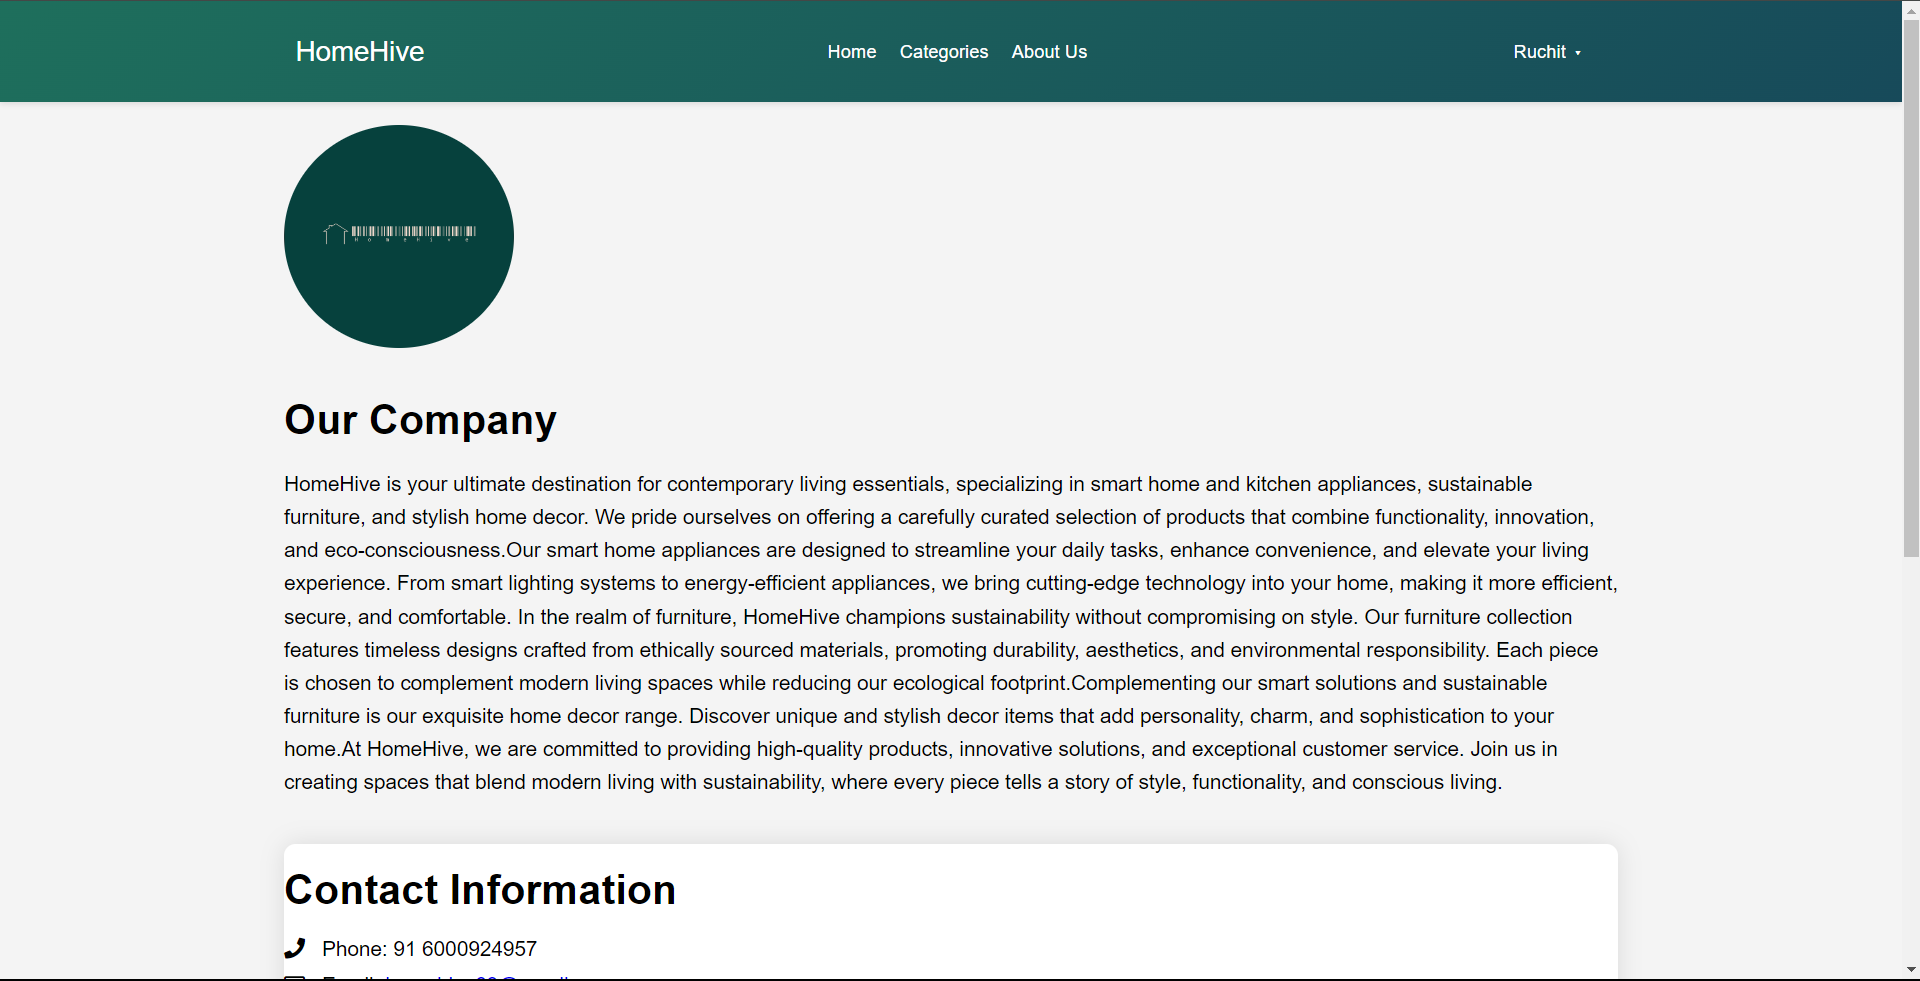 HomeHive
Home Categories About Us
Ruchit
Our Company
HomeHive is your ultimate destination for contemporary living essentials, specializing in smart home and kitchen appliances, sustainable
furniture, and stylish home decor. We pride ourselves on offering a carefully curated selection of products that combine functionality, innovation,
and eco-consciousness.Our smart home appliances are designed to streamline your daily tasks, enhance convenience, and elevate your living
experience. From smart lighting systems to energy-efficient appliances, we bring cutting-edge technology into your home, making it more efficient,
secure, and comfortable. In the realm of furniture, HomeHive champions sustainability without compromising on style. Our furniture collection
features timeless designs crafted from ethically sourced materials, promoting durability, aesthetics, and environmental responsibility. Each piece
is chosen to complement modern living spaces while reducing our ecological footprint.Complementing our smart solutions and sustainable
furniture is our exquisite home decor range. Discover unique and stylish decor items that add personality, charm, and sophistication to your
home.At HomeHive, we are committed to providing high-quality products, innovative solutions, and exceptional customer service. Join us in
creating spaces that blend modern living with sustainability, where every piece tells a story of style, functionality, and conscious living.
Contact Information
Phone: 91 6000924957